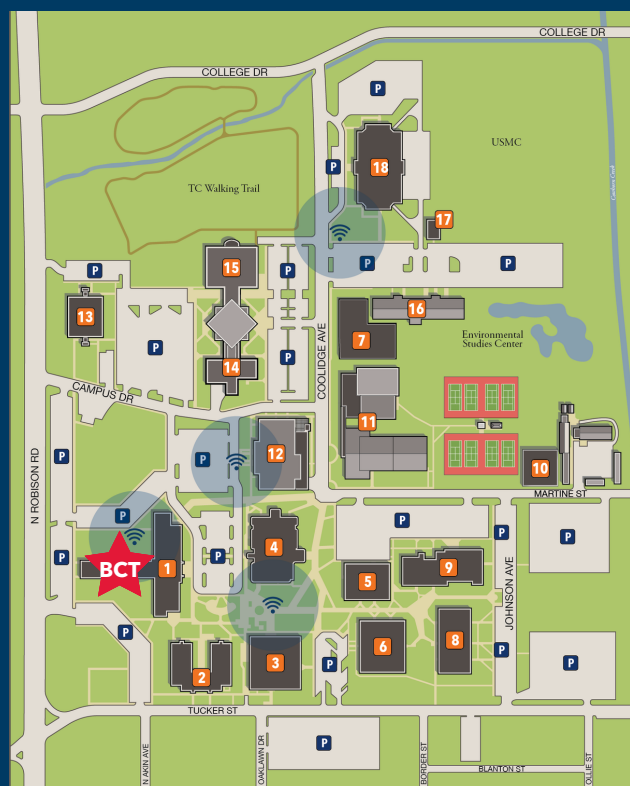 COLLEGE DR
COLLEGE DR
P
18
USMC
P
TC Walking Trail
17
15
P
P
P
P
13
16
P
7
P
Environmental
Studies Center
COOLIDGE AVE
14
CAMPUS DR
11
P
P
12
10
N ROBISON RD
MARTINE ST
P
P
P
P
4
P
P
BCT
1
9
5
JOHNSON AVE
P
8
6
P
3
P
P
2
TUCKER ST
P
N AKIN AVE
OAKLAWN DR
BORDER ST
BLANTON ST
OLLIE ST